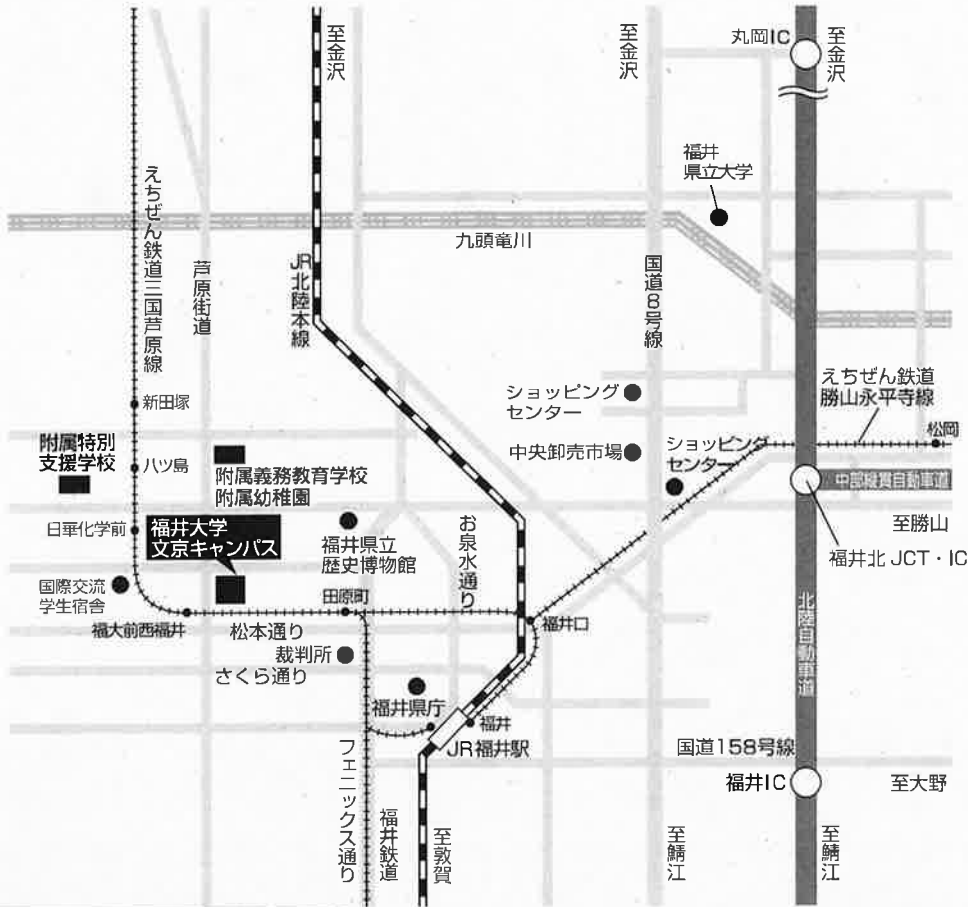 至金沢
至金沢
丸岡IC
至金沢
福井
県立大学
えちぜん鉄道三国芦原線
芦原街道
JR北陸本線
九頭竜川
国道8号線
ショッピング
センター
えちぜん鉄道
勝山永平寺線
松岡
新田塚
附属特別
支援学校
八ツ島
附属義務教育学校
附属幼稚園
中央卸売市場
ショッピング
センター
中部縦貫自動車道
至勝山
日華化学前
福井大学
文京キャンパス
福井県立
歴史博物館
お泉水通り
福井北JCT・IC
国際交流
学生宿舎
田原町
福大前西福井
松本通り
福井口
北陸自動車道
裁判所
さくら通り
福井県庁
福井
JR福井駅
国道158号線
福井IC
至大野
フェニックス通り
福井鉄道
至敦賀
至鯖江
至鯖江